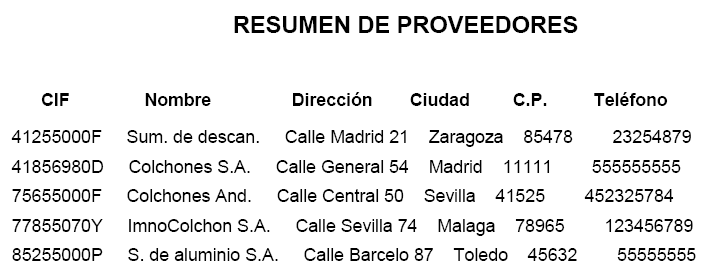 RESUMEN DE PROVEEDORES
CIF Nombre Dirección Ciudad C.P. Teléfono
41255000F Sum. de descan. Calle Madrid 21 Zaragoza 85478 23254879
41856980D Colchones S.A. Calle General 54 Madrid 11111 555555555
75655000F Colchones And. Calle Central 50 Sevilla 41525 452325784
77855070Y ImnoColchon S.A. Calle Sevilla 74 Malaga 78965 123456789
85255000P S. de aluminio S.A. Calle Barcelo 87 Toledo 45632 55555555